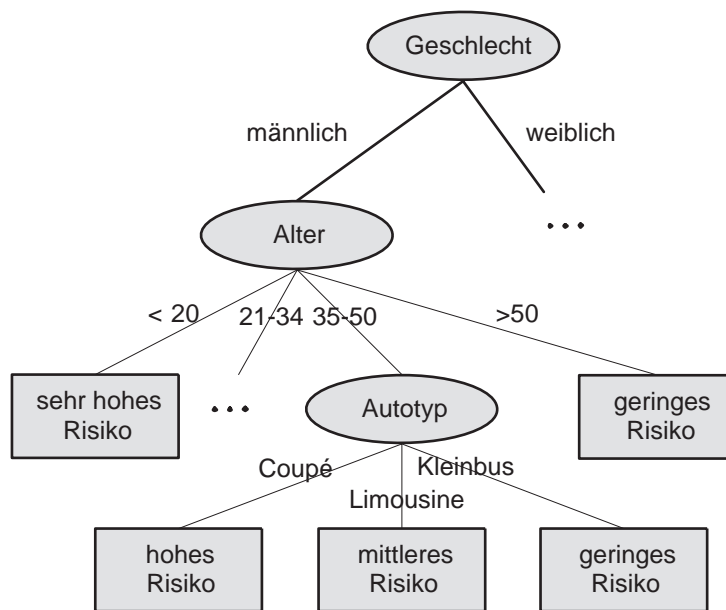 Geschlecht
männlich
weiblich
...
Alter
< 20
21-34
35-50
>50
sehr hohes
Risiko
...
Autotyp
geringes
Risiko
Coupé
Kleinbus
Limousine
hohes
Risiko
mittleres
Risiko
geringes
Risiko